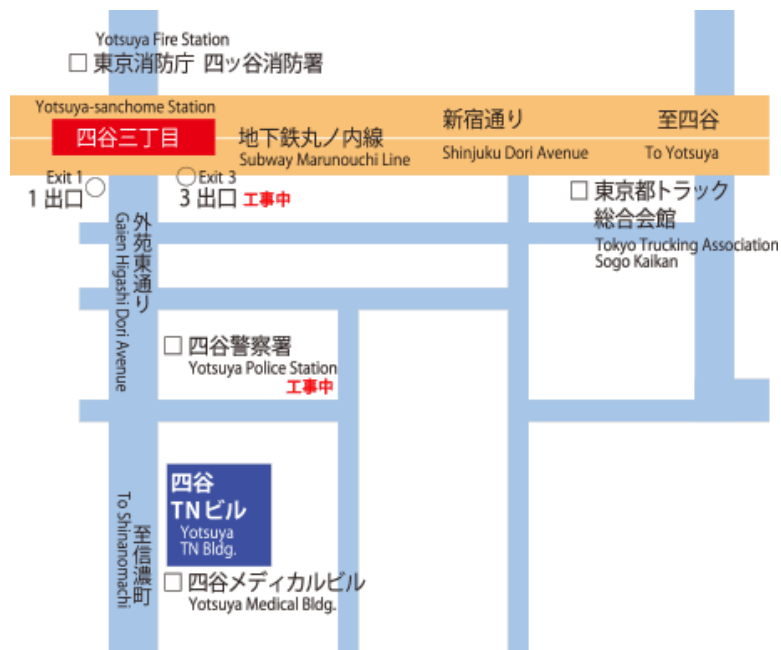 Yotsuya Fire Station
東京消防庁 四ッ谷消防署
Yotsuya-sanchome Station
四谷三丁目
地下鉄丸ノ内線
Subway Marunouchi Line
新宿通り
Shinjuku Dori Avenue
至四谷
To Yotsuya
Exit 1
1 出口
Exit 3
3 出口 工事中
東京都トラック
総合会館
Tokyo Trucking Association
Sogo Kaikan
外苑東通り
Gaien Higashi Dori Avenue
四谷警察署
Yotsuya Police Station
工事中
四谷
TNビル
Yotsuya
TN Bldg.
至信濃町
To Shinanomachi
四谷メディカルビル
Yotsuya Medical Bldg.